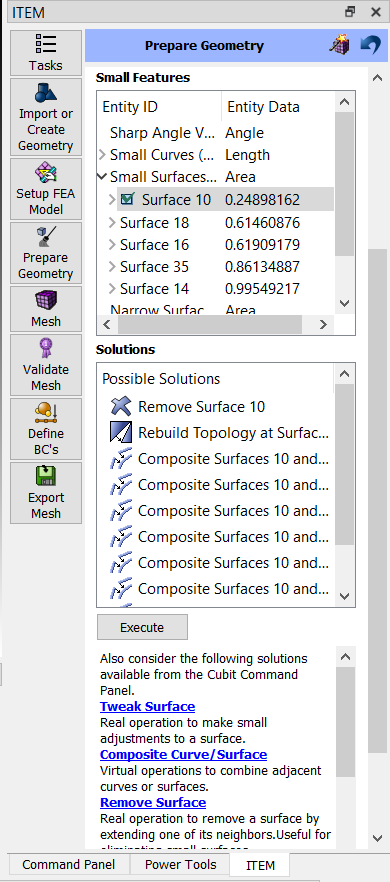 ITEM
Tasks
Import or
Create
Geometry
Setup FEA
Model
Prepare
Geometry
Mesh
Validate
Mesh
Define
BC's
Export
Mesh
Prepare Geometry
Small Features
Entity ID Entity Data
Sharp Angle V... Angle
Small Curves (... Length
Small Surfaces... Area
Surface 10 0.24898162
Surface 18 0.61460876
Surface 16 0.61909179
Surface 35 0.86134887
Surface 14 0.99549217
Narrow Surfac Area
Solutions
Possible Solutions
Remove Surface 10
Rebuild Topology at Surfac...
Composite Surfaces 10 and...
Composite Surfaces 10 and...
Composite Surfaces 10 and...
Composite Surfaces 10 and...
Composite Surfaces 10 and...
Composite Surfaces 10 and...
Execute
Also consider the following solutions
available from the Cubit Command
Panel.
Tweak Surface
Real operation to make small
adjustments to a surface.
Composite Curve/Surface
Virtual operations to combine adjacent
curves or surfaces.
Remove Surface
Real operation to remove a surface by
extending one of its neighbors.Useful for
eliminating small surfaces
Command Panel Power Tools ITEM